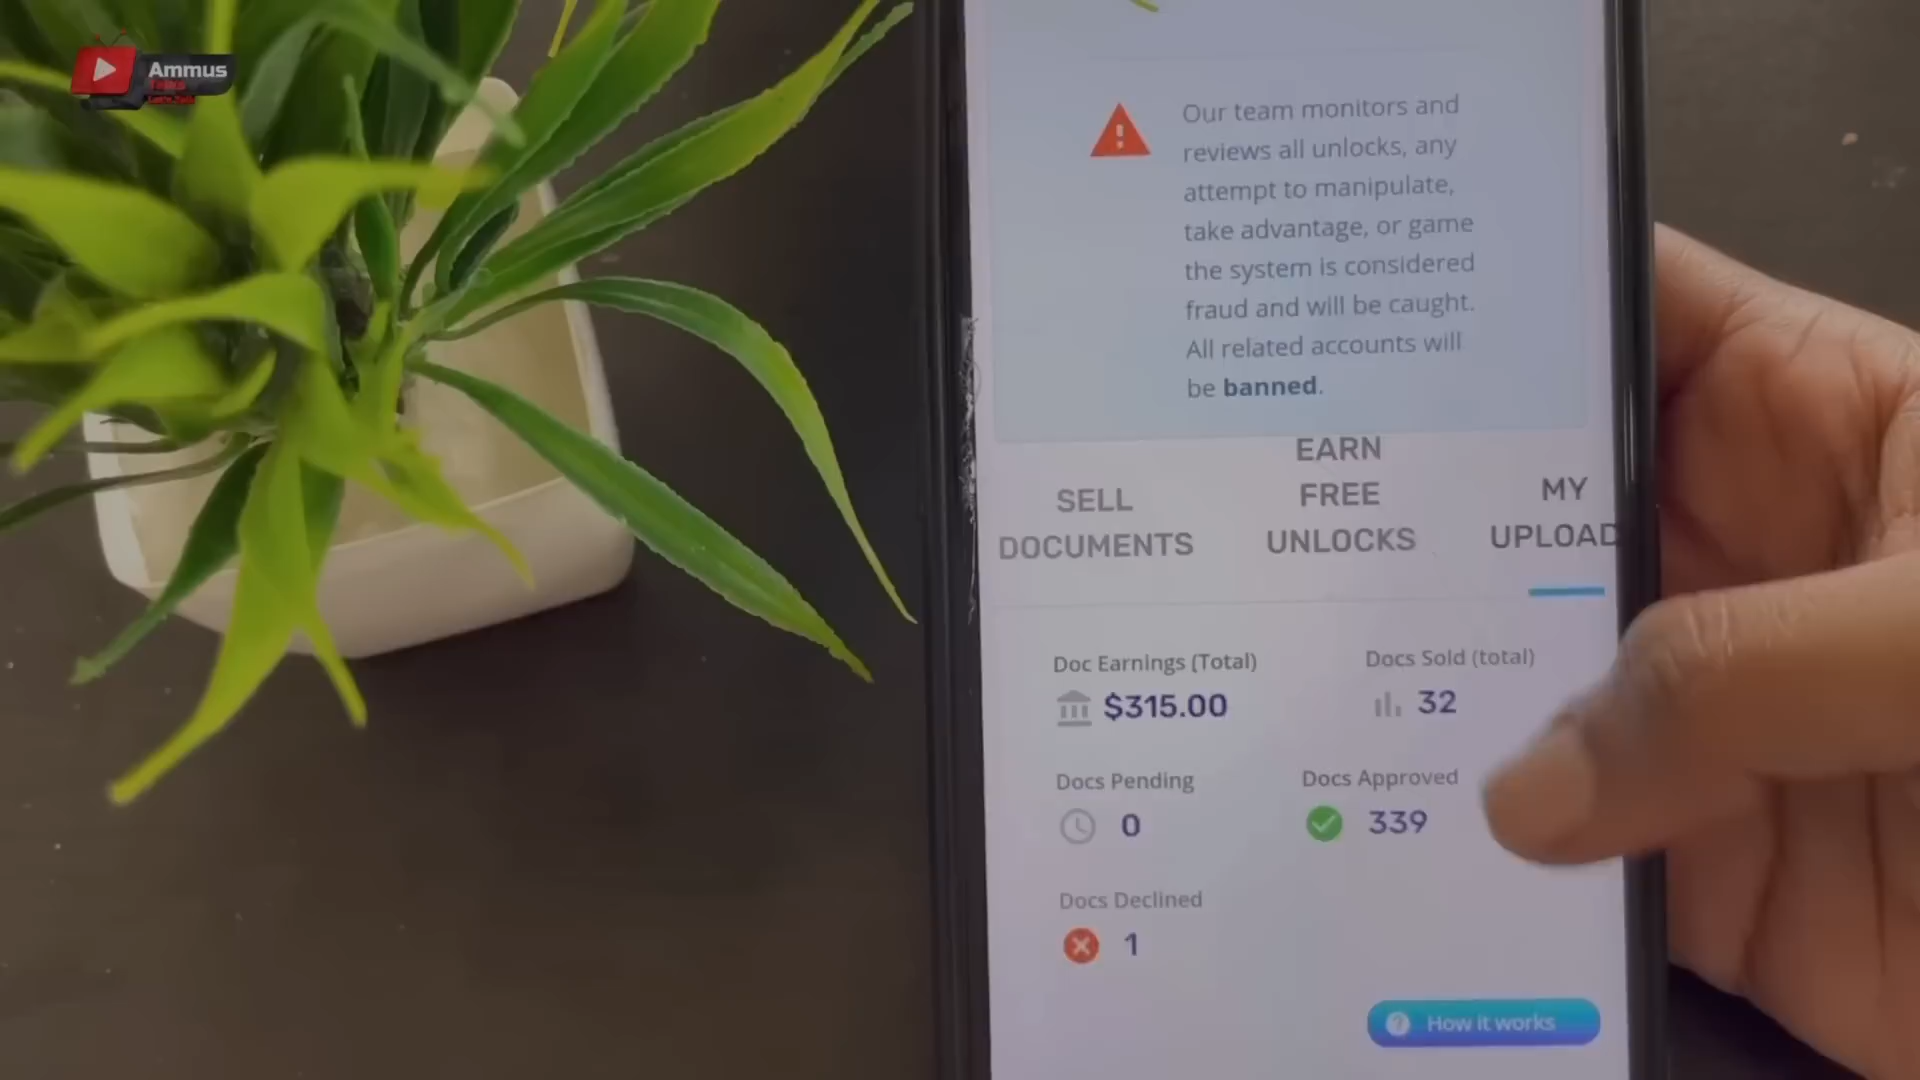 Ammus
Our team monitors and
reviews all unlocks, any
attempt to manipulate,
take advantage, or game
the system is considered
fraud and will be caught.
All related accounts will
be banned.
SELL
DOCUMENTS
EARN
FREE
UNLOCKS
MY
UPLOAD
Doc Earnings (Total)
$315.00
Docs Sold (total)
32
Docs Pending
0
Docs Approved
339
Docs Declined
1
How it works